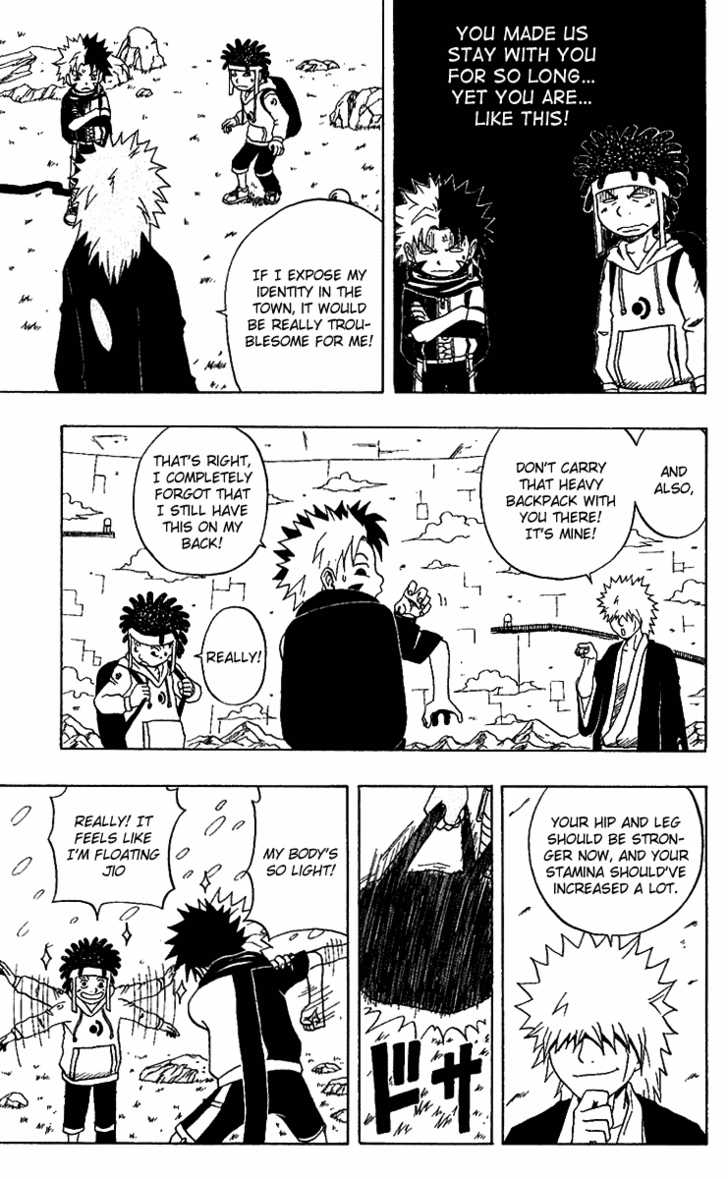 YOU MADE US
STAY WITH YOU
FOR SO LONG...
YET YOU ARE...
LIKE THIS!
IF I EXPOSE MY
IDENTITY IN THE
TOWN, IT WOULD
BE REALLY TROU-
BLESOME FOR ME!
AND
ALSO,
DON'T CARRY
THAT HEAVY
BACKPACK WITH
YOU THERE!
IT'S MINE!
THAT'S RIGHT,
I COMPLETELY
FORGOT THAT
I STILL HAVE
THIS ON MY
BACK!
REALLY!
YOUR HIP AND LEG
SHOULD BE STRON-
GER NOW, AND YOUR
STAMINA SHOULD'VE
INCREASED A LOT.
ドサ
MY BODY'S
SO LIGHT!
REALLY! IT
FEELS LIKE
I'M FLOATING
JIO